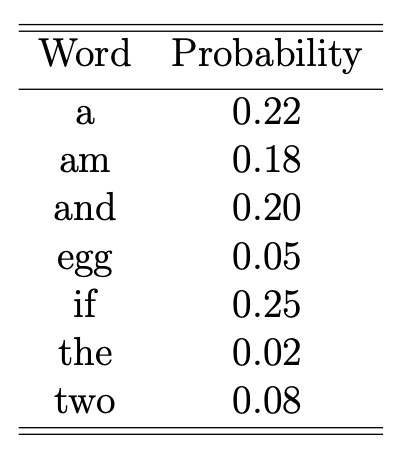 Word Probability
a 0.22
am 0.18
and 0.20
egg 0.05
if 0.25
the 0.02
two 0.08